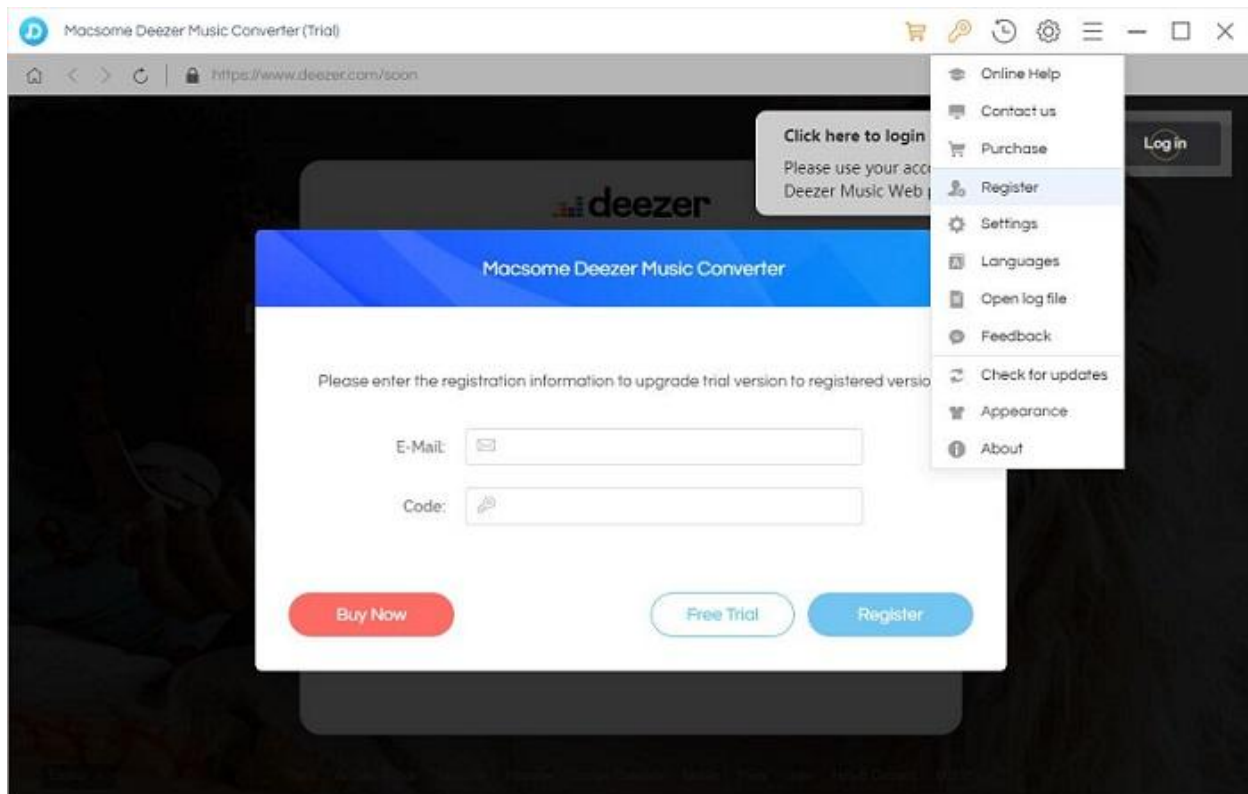 Macsome Deezer Music Converter (Trial)
https://www.deezer.com/soon
Online Help
Contact us
Purchase
Register
Settings
Languages
Open log file
Feedback
Check for updates
Appearance
About
Click here to login
Please use your acc
Deezer Music Web
Log in
deezer
Macsome Deezer Music Converter
Please enter the registration information to upgrade trial version to registered versio
E-Mail:
Code:
Buy Now
Free Trial
Register